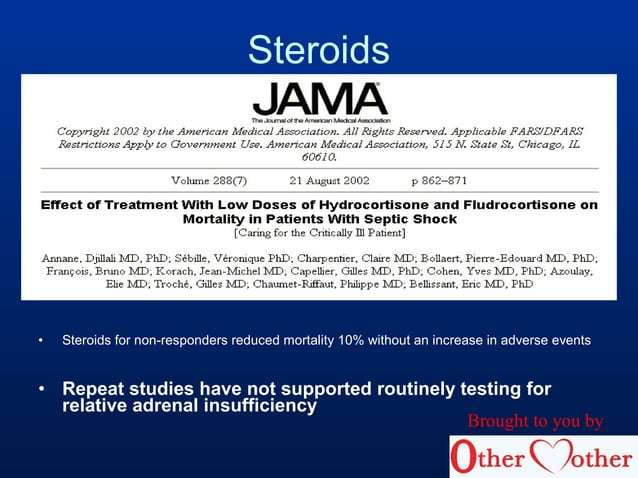 Steroids
JAMA
The Journal of the American Medical Association
Copyright 2002 by the American Medical Association. All Rights Reserved. Applicable FARS/DFARS
Restrictions Apply to Government Use. American Medical Association, 515 N. State St, Chicago, IL
60610.
Volume 288(7) 21 August 2002 p 862–871
Effect of Treatment With Low Doses of Hydrocortisone and Fludrocortisone on
Mortality in Patients With Septic Shock
[Caring for the Critically Ill Patient]
Annane, Djillali MD, PhD; Sébille, Véronique PhD; Charpentier, Claire MD; Bollaert, Pierre-Edouard MD, PhD;
François, Bruno MD; Korach, Jean-Michel MD; Capellier, Gilles MD, PhD; Cohen, Yves MD, PhD; Azoulay,
Elie MD; Troché, Gilles MD; Chaumet-Riffaut, Philippe MD; Bellissant, Eric MD, PhD
• Steroids for non-responders reduced mortality 10% without an increase in adverse events
• Repeat studies have not supported routinely testing for
relative adrenal insufficiency
Brought to you by
Other Mother